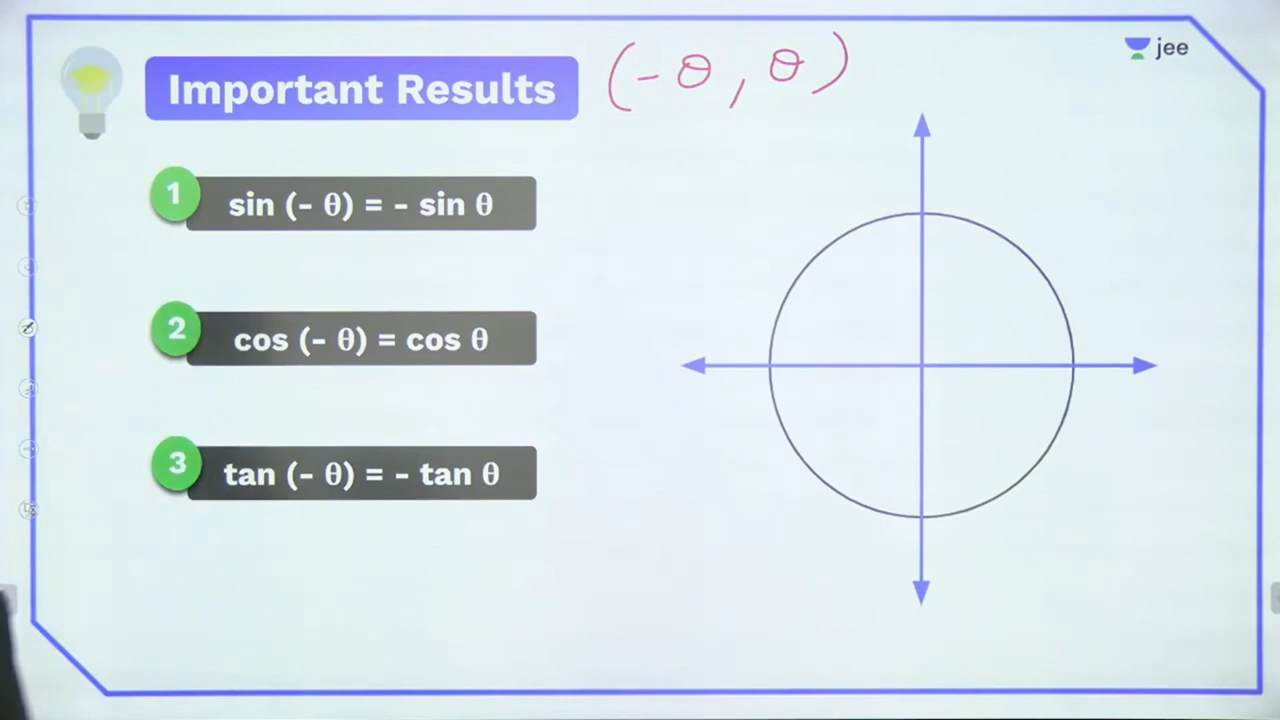 Important Results (- θ, θ)
jee
1 sin (- θ) = - sin θ
2 cos (- θ) = cos θ
3 tan (- θ) = - tan θ